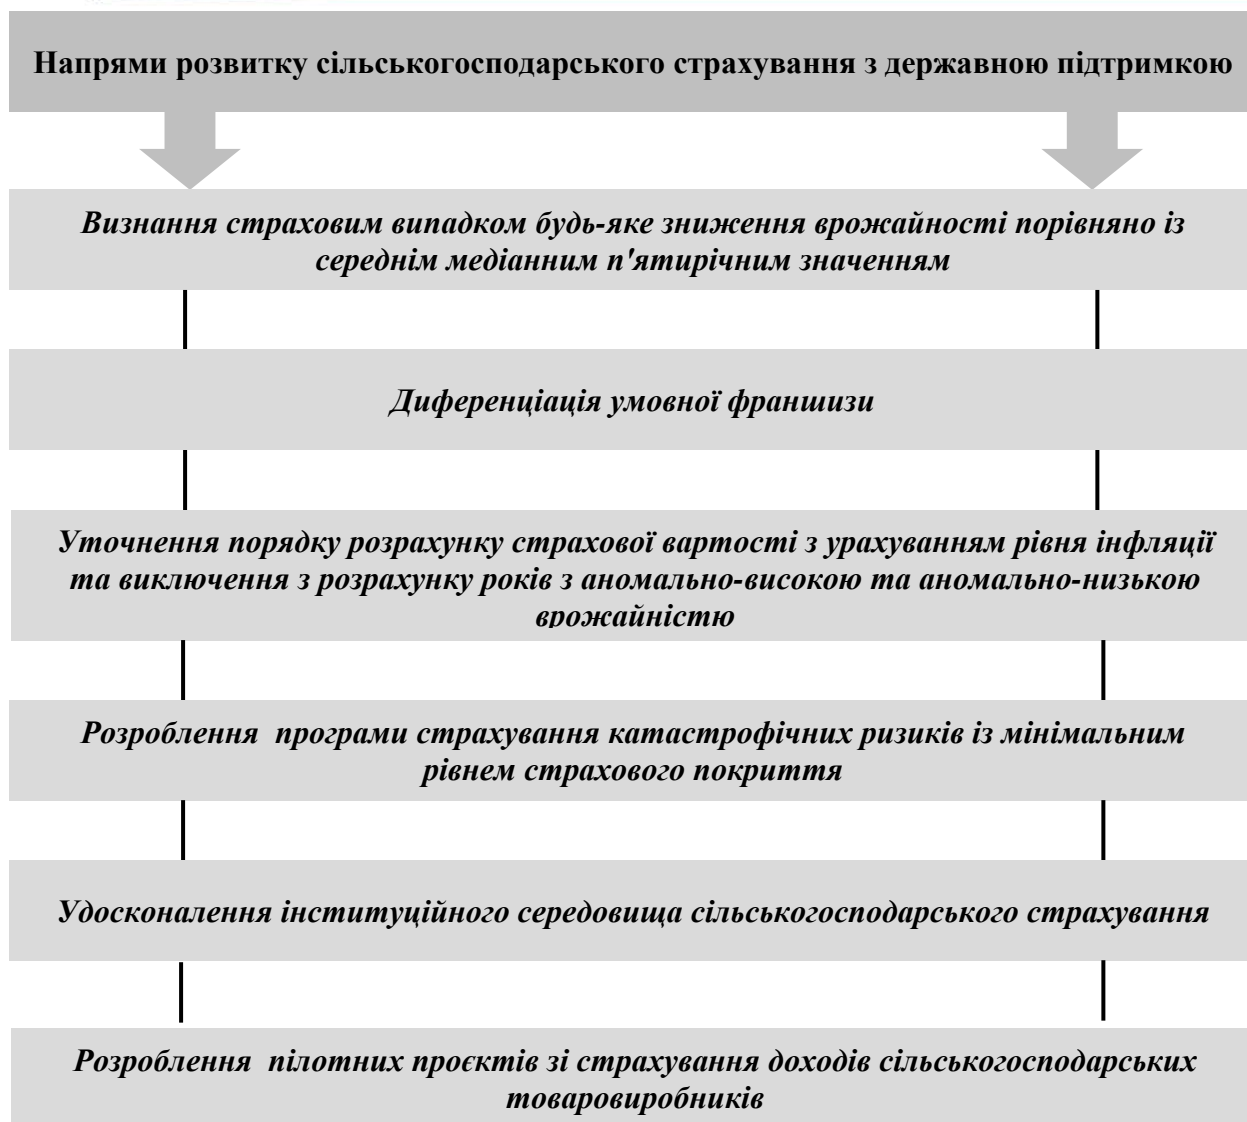 Напрями розвитку сільськогосподарського страхування з державною підтримкою
Визнання страховим випадком будь-яке зниження врожайності порівняно із
середнім медіанним п'ятирічним значенням
Диференціація умовної франшизи
Уточнення порядку розрахунку страхової вартості з урахуванням рівня інфляції
та виключення з розрахунку років з аномально-високою та аномально-низькою
врожайністю
Розроблення програми страхування катастрофічних ризиків із мінімальним
рівнем страхового покриття
Удосконалення інституційного середовища сільськогосподарського страхування
Розроблення пілотних проєктів зі страхування доходів сільськогосподарських
товаровиробників